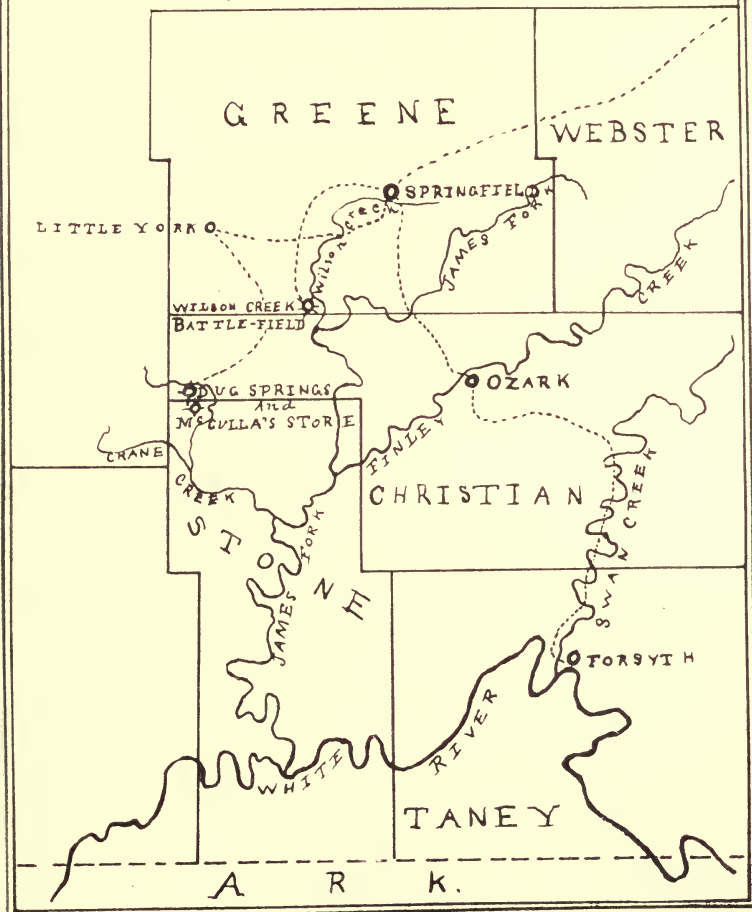 GREENE
WEBSTER
SPRINGFIELD
LITTLE YORK
Wilson Creek
JAMES FORK
CREEK
WILSON CREEK
BATTLE-FIELD
OZARK
DUG SPRINGS
and
McCULLA'S STORE
FINLEY
CRANE
CREEK
CHRISTIAN
STONE
JAMES FORK
SWAN CREEK
FORSYTH
WHITE RIVER
TANEY
ARK.